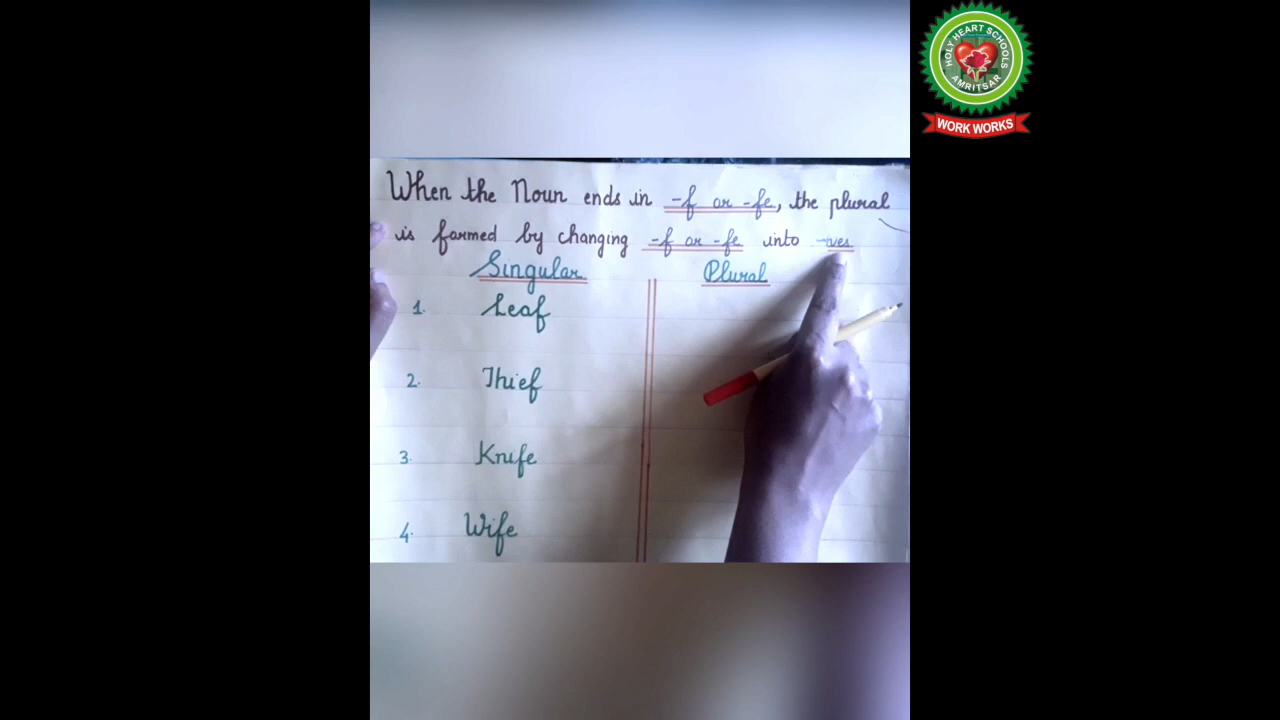 HOLY HEART SCHOOLS
AMRITSAR
WORK WORKS
When the Noun ends in -f or -fe, the plural
is formed by changing -f or -fe into -ves
Singular Plural
1. Leaf
2. Thief
3. Knife
4. Wife